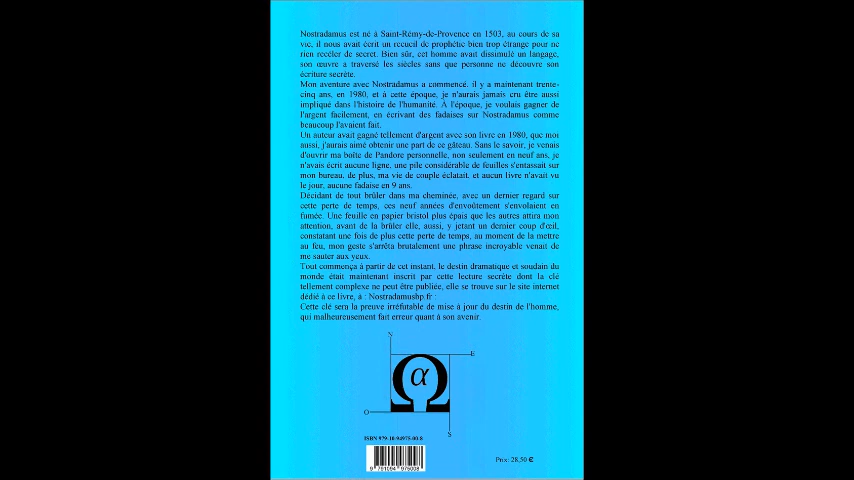 Nostradamus est né à Saint-Rémy-de-Provence en 1503, au cours de sa
vie, il nous avait écrit un recueil de prophétie bien trop étrange pour ne
rien recéler de secret. Bien sûr, cet homme avait dissimulé un langage,
son œuvre a traversé les siècles sans que personne ne découvre son
écriture secrète.
Mon aventure avec Nostradamus a commencé, il y a maintenant trente-
cinq ans, en 1980, et à cette époque, je n'aurais jamais cru être aussi
impliqué dans l'histoire de l'humanité. À l'époque, je voulais gagner de
l'argent facilement, en écrivant des fadaises sur Nostradamus comme
beaucoup l'avaient fait.
Un auteur avait gagné tellement d'argent avec son livre en 1980, que moi
aussi, j'aurais aimé obtenir une part de ce gâteau. Sans le savoir, je venais
d'ouvrir ma boîte de Pandore personnelle, non seulement en neuf ans, je
n'avais écrit aucune ligne, une pile considérable de feuilles s'entassait sur
mon bureau, de plus, ma vie de couple éclatait, et aucun livre n'avait vu
le jour, aucune fadaise en 9 ans.
Décidant de tout brûler dans ma cheminée, avec un dernier regard sur
cette perte de temps, ces neuf années d'envoûtement s'envolaient en
fumée. Une feuille en papier bristol plus épais que les autres attira mon
attention, avant de la brûler elle, aussi, y jetant un dernier coup d'œil,
constatant une fois de plus cette perte de temps, au moment de la mettre
au feu, mon geste s'arrêta brutalement une phrase incroyable venait de
me sauter aux yeux.
Tout commença à partir de cet instant, le destin dramatique et soudain du
monde était maintenant inscrit par cette lecture secrète dont la clé
tellement complexe ne peut être publiée, elle se trouve sur le site internet
dédié à ce livre, à : Nostradamusbp.fr :
Cette clé sera la preuve irréfutable de mise à jour du destin de l'homme,
qui malheureusement fait erreur quant à son avenir.
N
E
α
Ω
O
S
ISBN 979-10-94975-00-8
9 791094 975008
Prix: 28,50 €